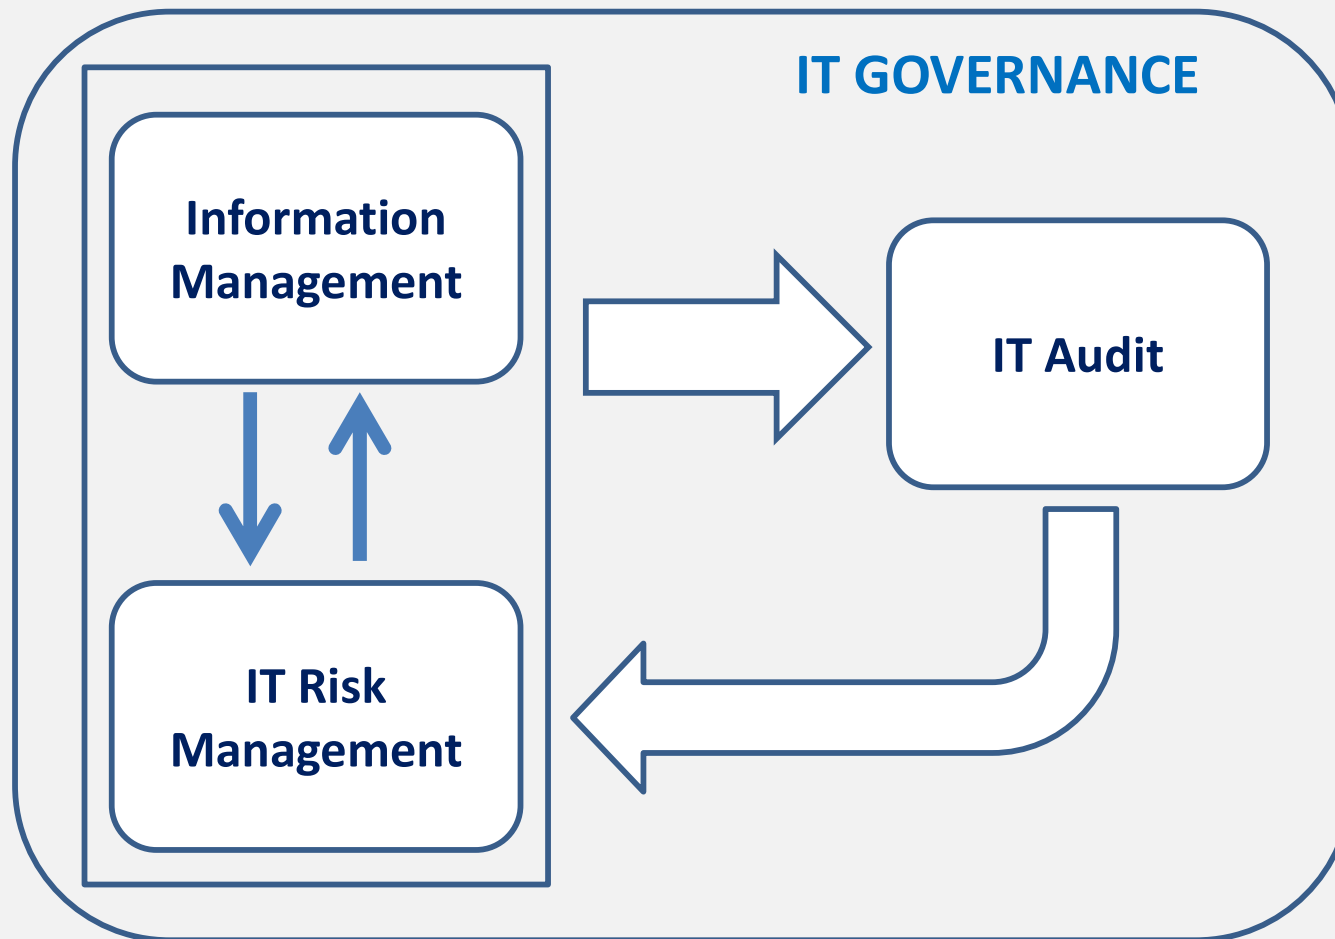 IT GOVERNANCE
Information
Management
IT Audit
IT Risk
Management